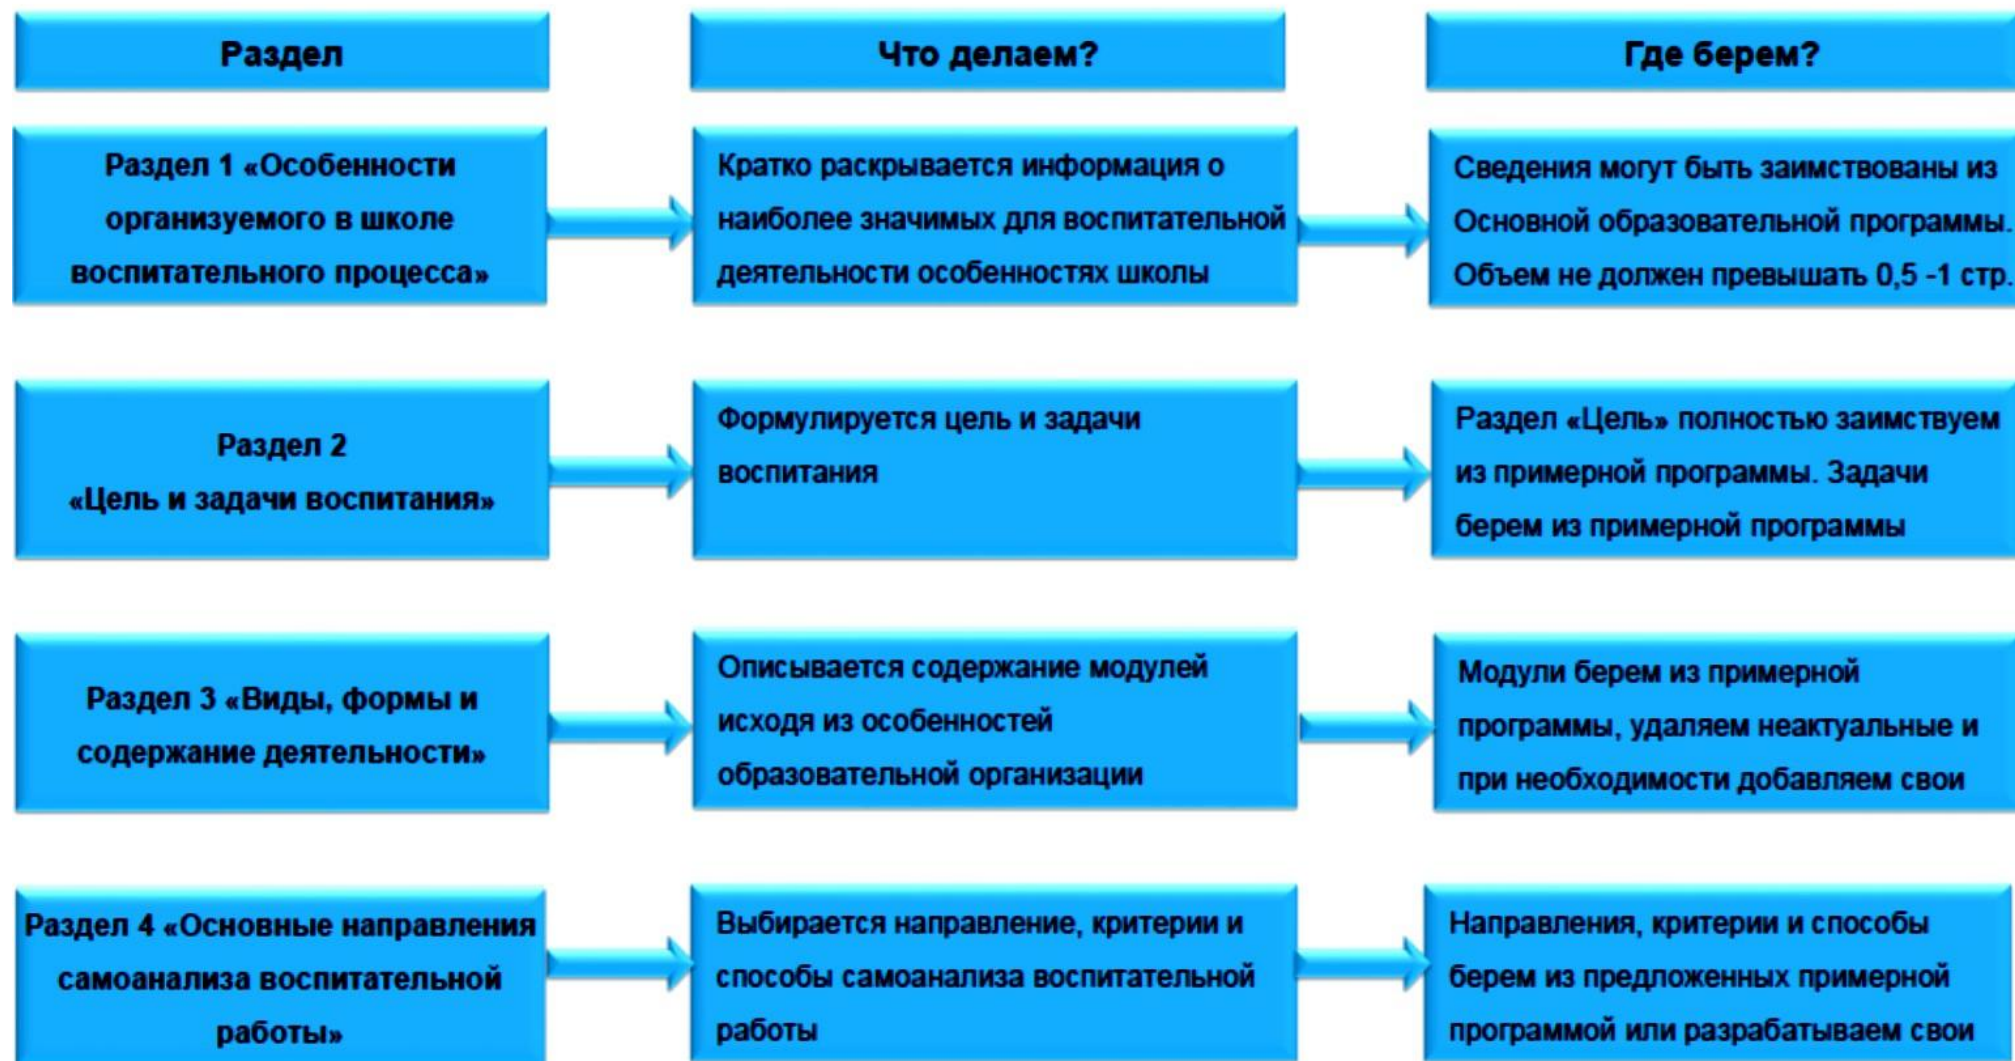 Раздел
Что делаем?
Где берем?
Раздел 1 «Особенности
организуемого в школе
воспитательного процесса»
Кратко раскрывается информация о
наиболее значимых для воспитательной
деятельности особенностях школы
Сведения могут быть заимствованы из
Основной образовательной программы.
Объем не должен превышать 0,5 -1 стр.
Раздел 2
«Цель и задачи воспитания»
Формулируется цель и задачи
воспитания
Раздел «Цель» полностью заимствуем
из примерной программы. Задачи
берем из примерной программы
Раздел 3 «Виды, формы и
содержание деятельности»
Описывается содержание модулей
исходя из особенностей
образовательной организации
Модули берем из примерной
программы, удаляем неактуальные и
при необходимости добавляем свои
Раздел 4 «Основные направления
самоанализа воспитательной
работы»
Выбирается направление, критерии и
способы самоанализа воспитательной
работы
Направления, критерии и способы
берем из предложенных примерной
программой или разрабатываем свои